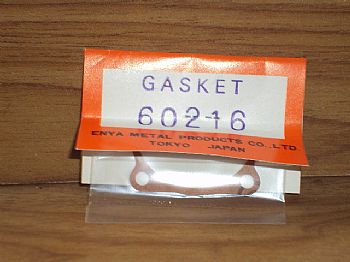 GASKET
60216
ENYA METAL PRODUCTS CO.,LTD.
TOKYO JAPAN